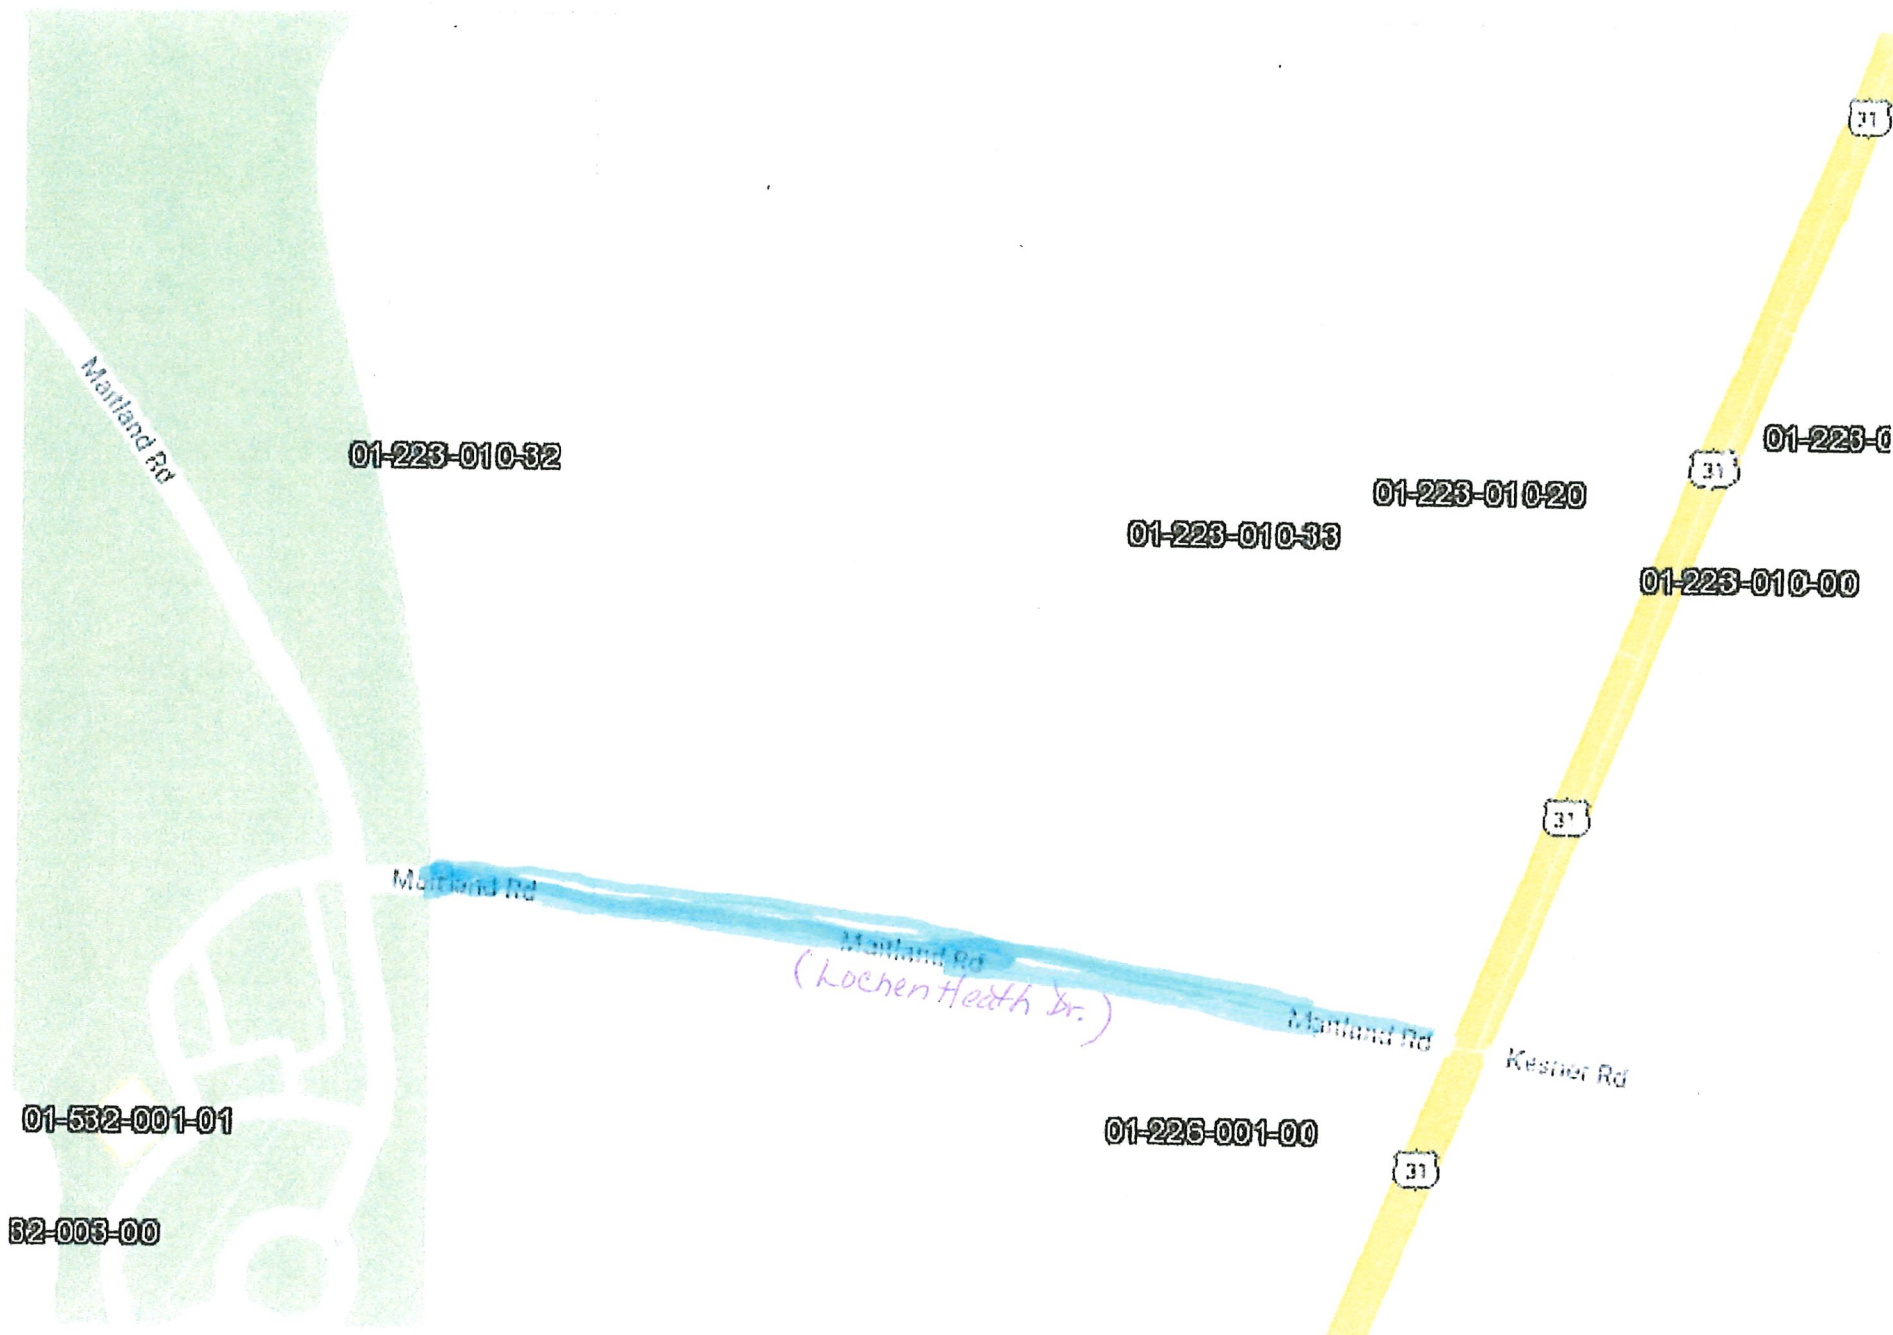 31
Maitland Rd
01-223-010-32
01-223-0
31
01-223-010-20
01-223-010-33
01-223-010-00
31
Maitland Rd
Maitland Rd
(LochenHeath Dr.)
Maitland Rd
Kesner Rd
01-532-001-01
01-226-001-00
31
32-003-00